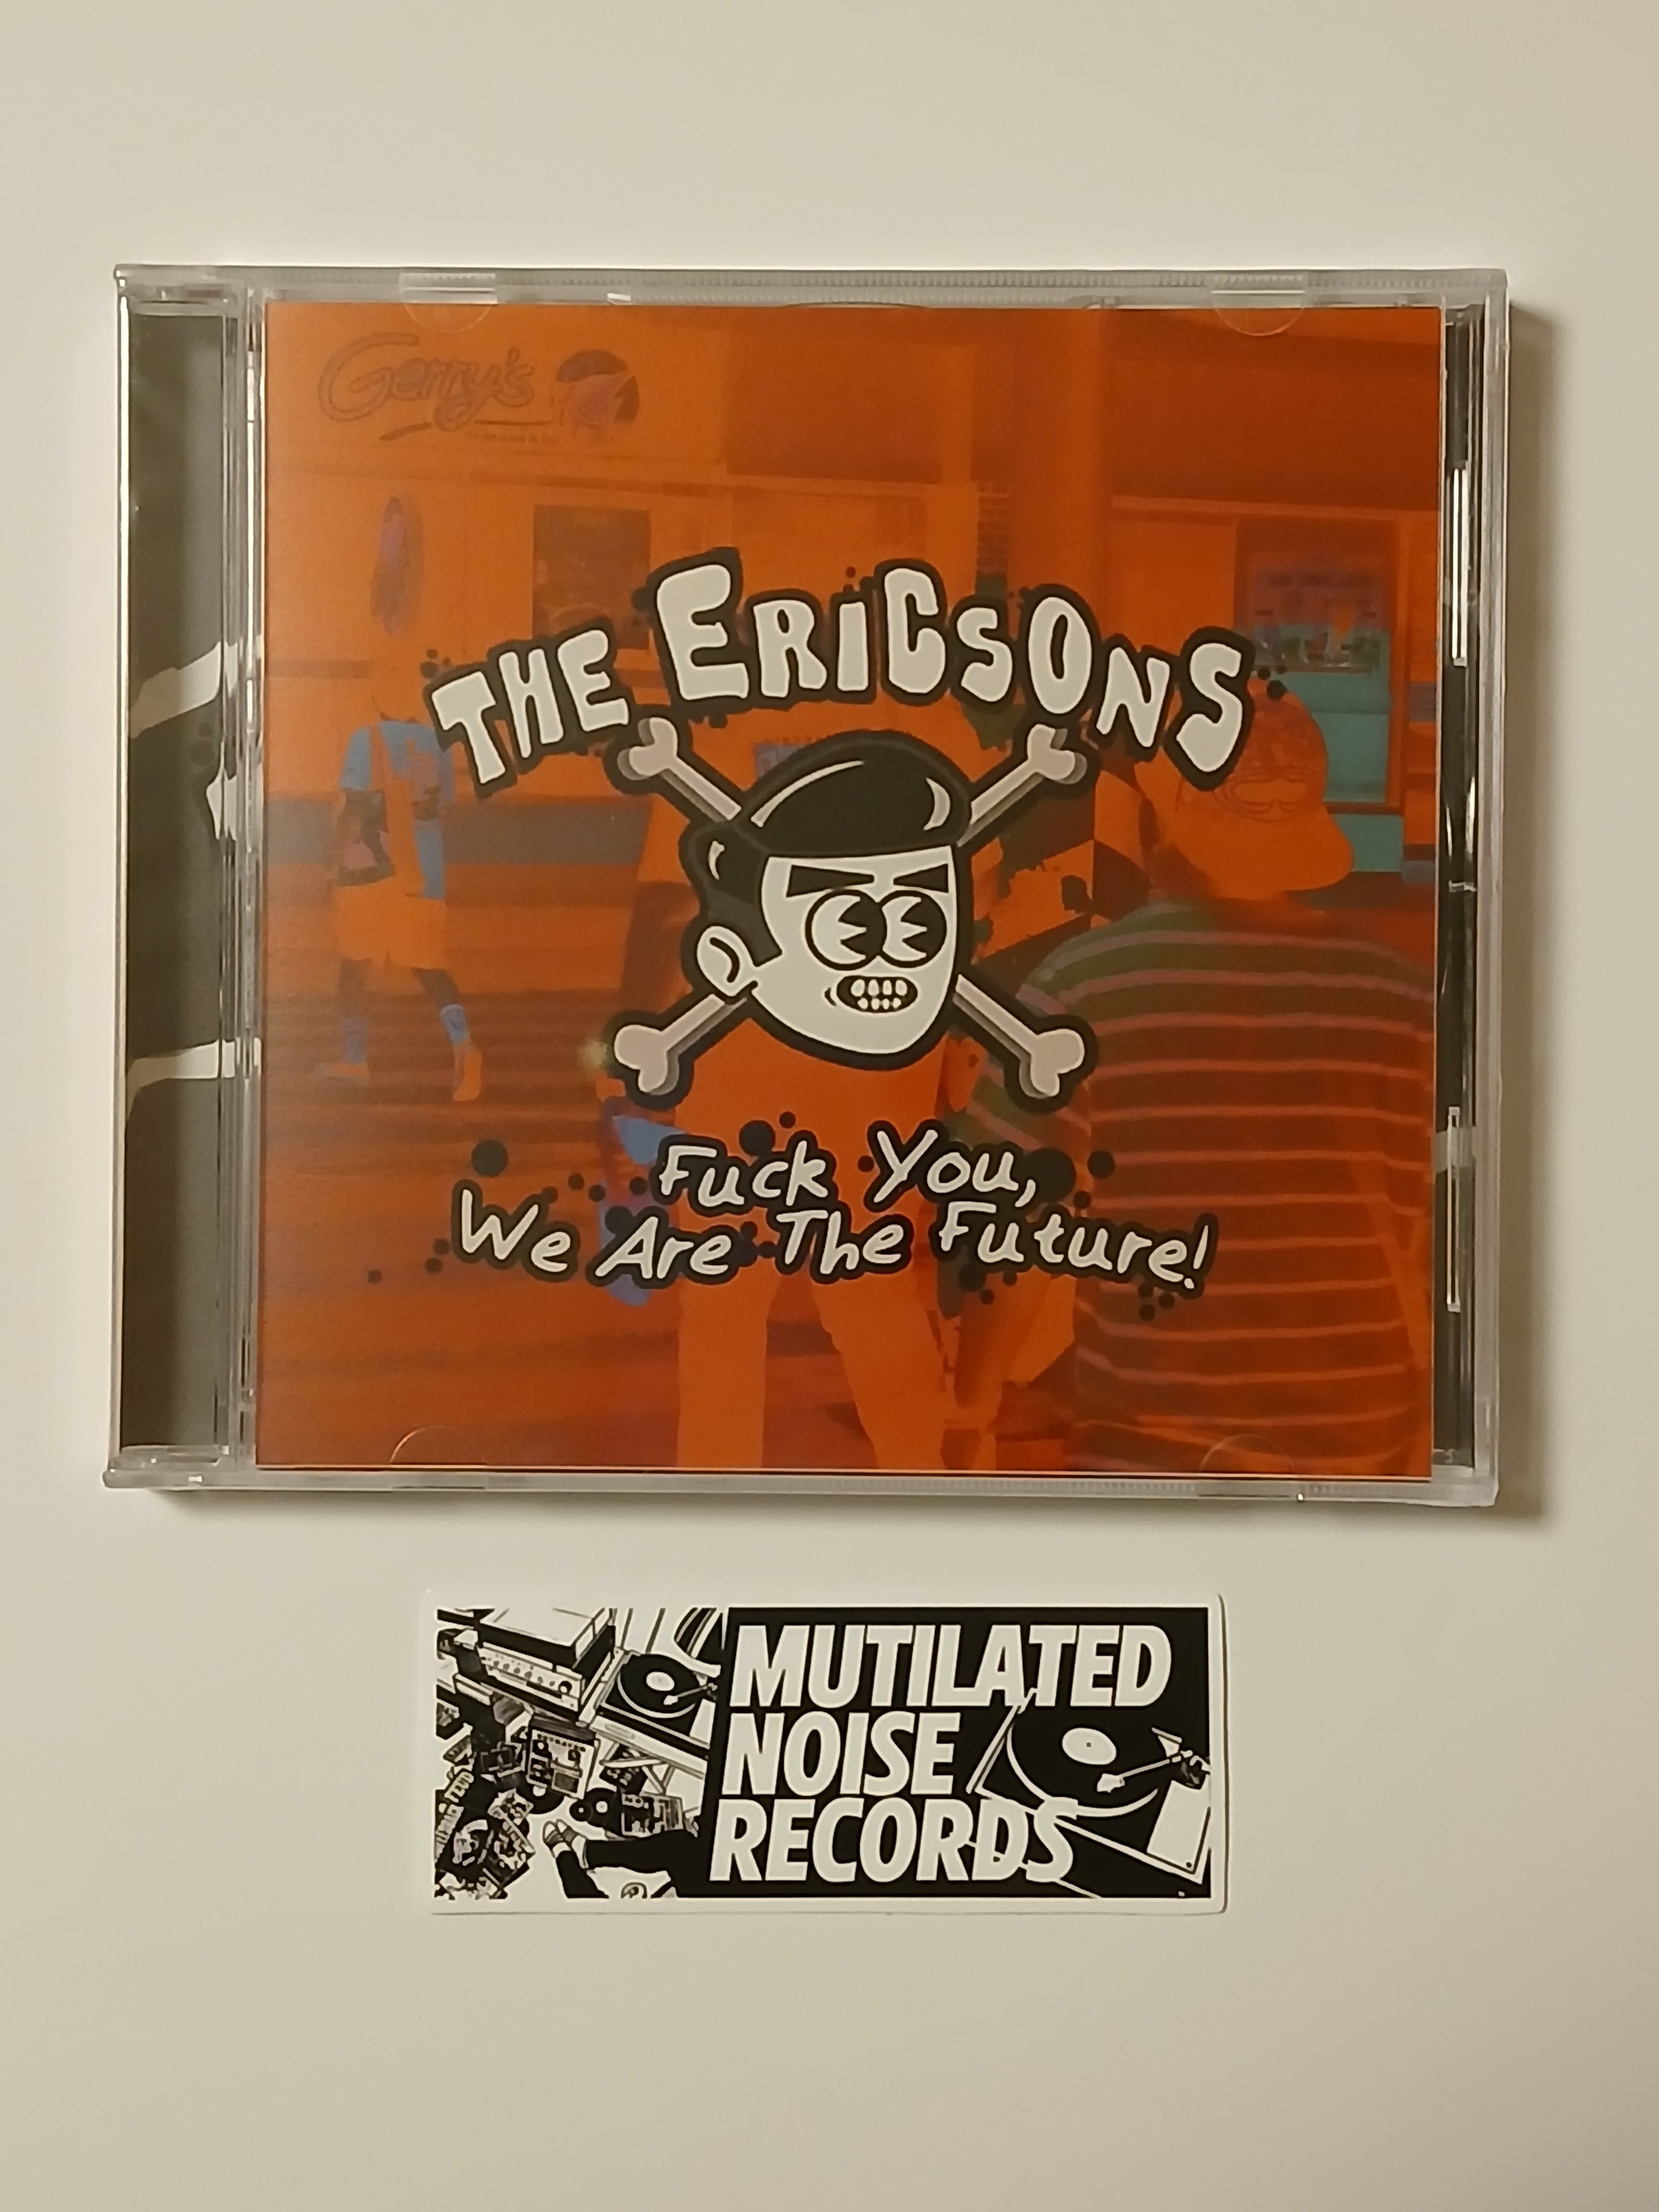 Gerry's
THE ERICSONS
Fuck You,
We Are The Future!
MUTILATED
NOISE
RECORDS